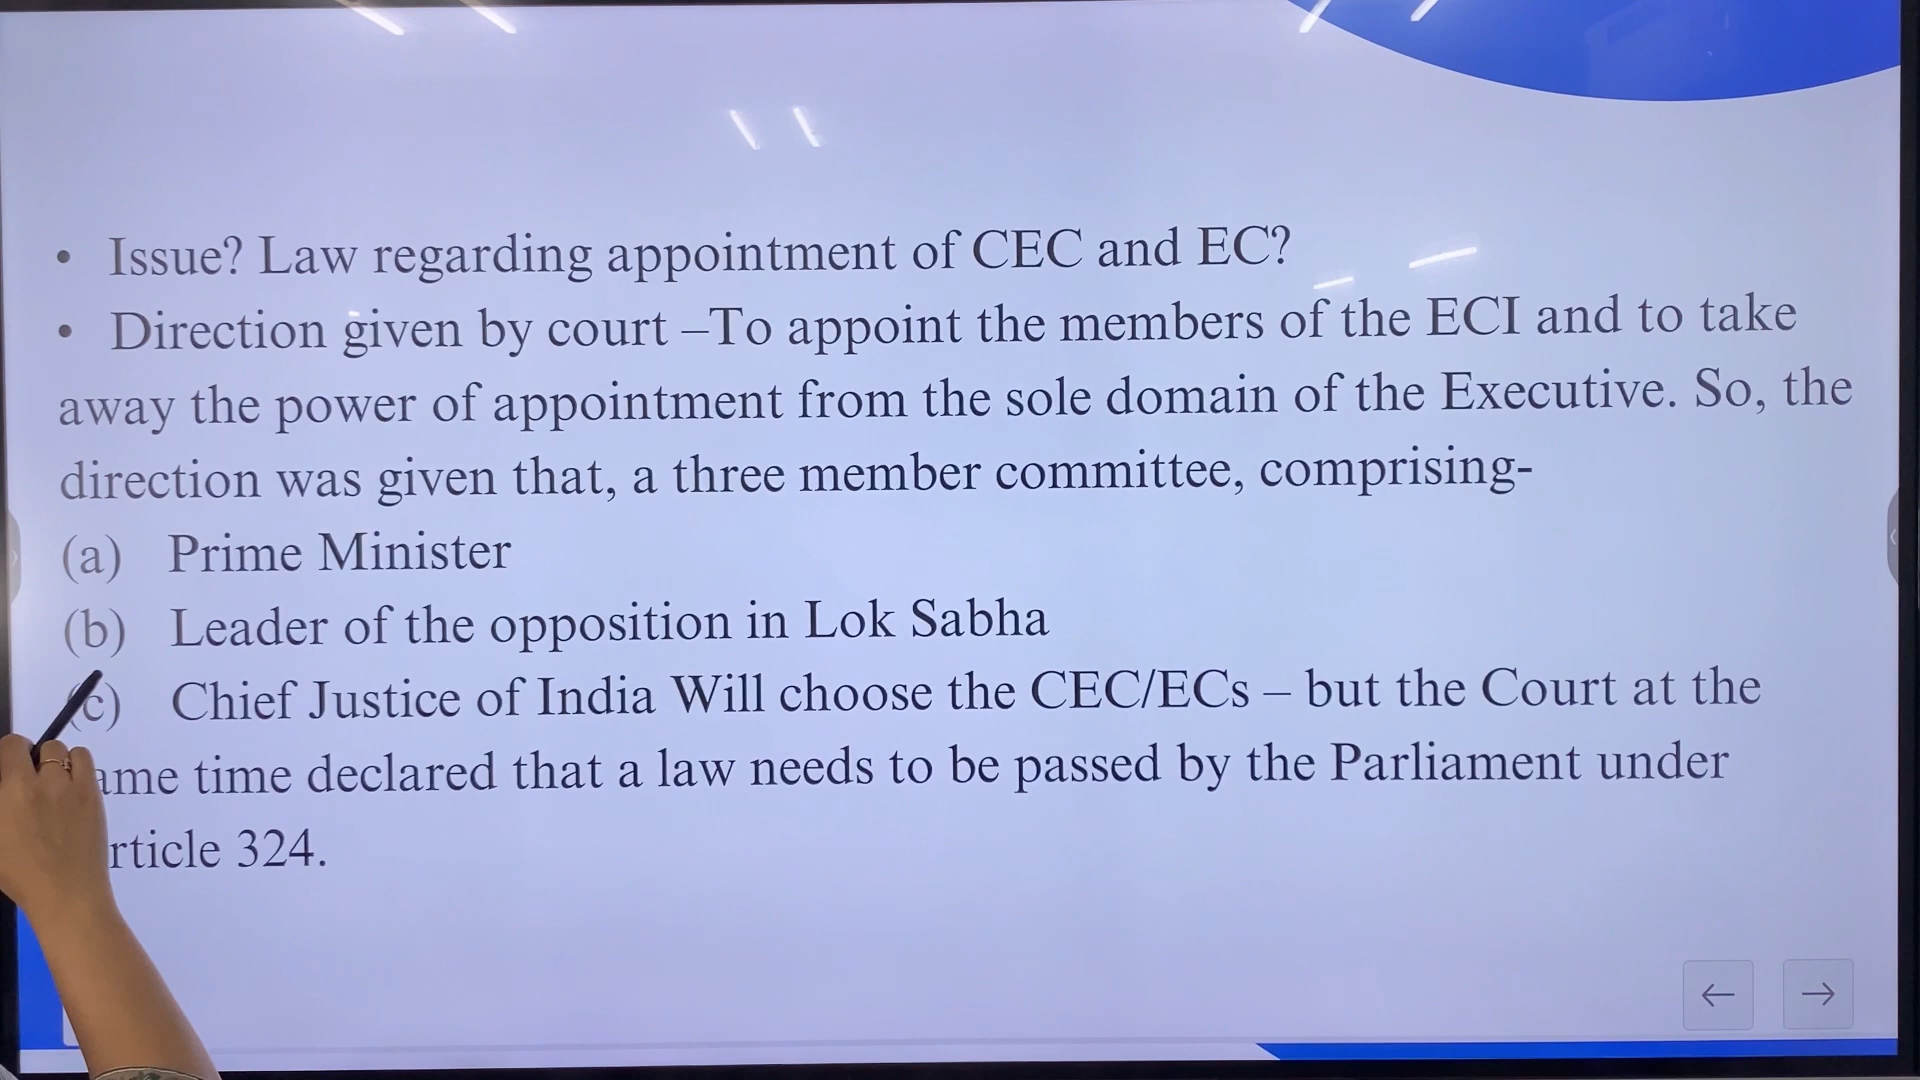 • Issue? Law regarding appointment of CEC and EC?
• Direction given by court –To appoint the members of the ECI and to take
away the power of appointment from the sole domain of the Executive. So, the
direction was given that, a three member committee, comprising-
(a) Prime Minister
(b) Leader of the opposition in Lok Sabha
(c) Chief Justice of India Will choose the CEC/ECs – but the Court at the
ame time declared that a law needs to be passed by the Parliament under
rticle 324.